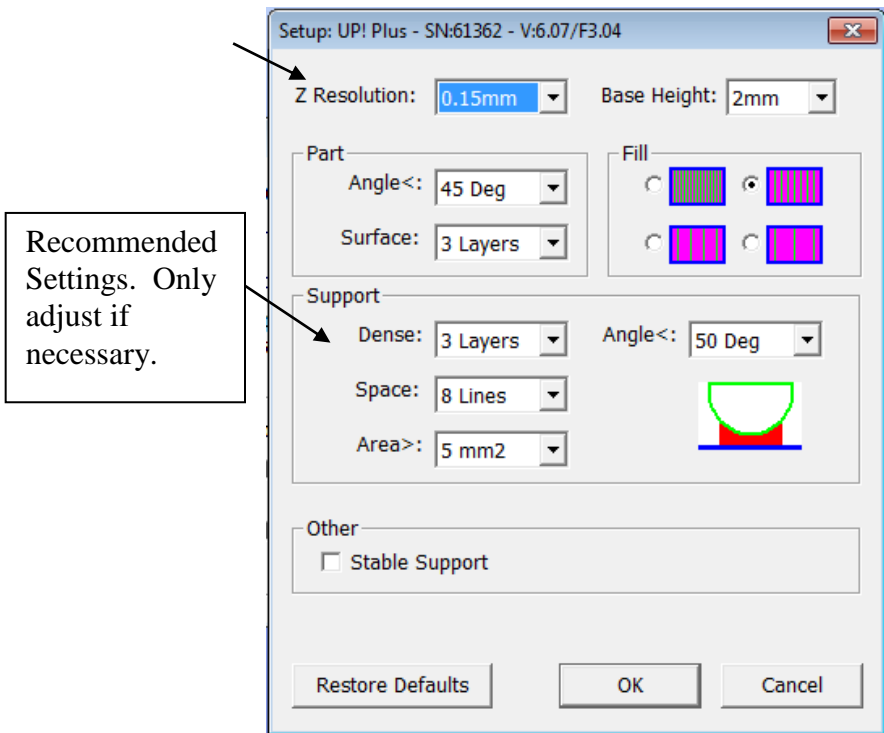 Setup: UP! Plus - SN:61362 - V:6.07/F3.04
Z Resolution: 0.15mm Base Height: 2mm
Part Fill
Angle<: 45 Deg
Surface: 3 Layers
Recommended
Settings. Only
adjust if
necessary.
Support
Dense: 3 Layers Angle<: 50 Deg
Space: 8 Lines
Area>: 5 mm2
Other
Stable Support
Restore Defaults OK Cancel